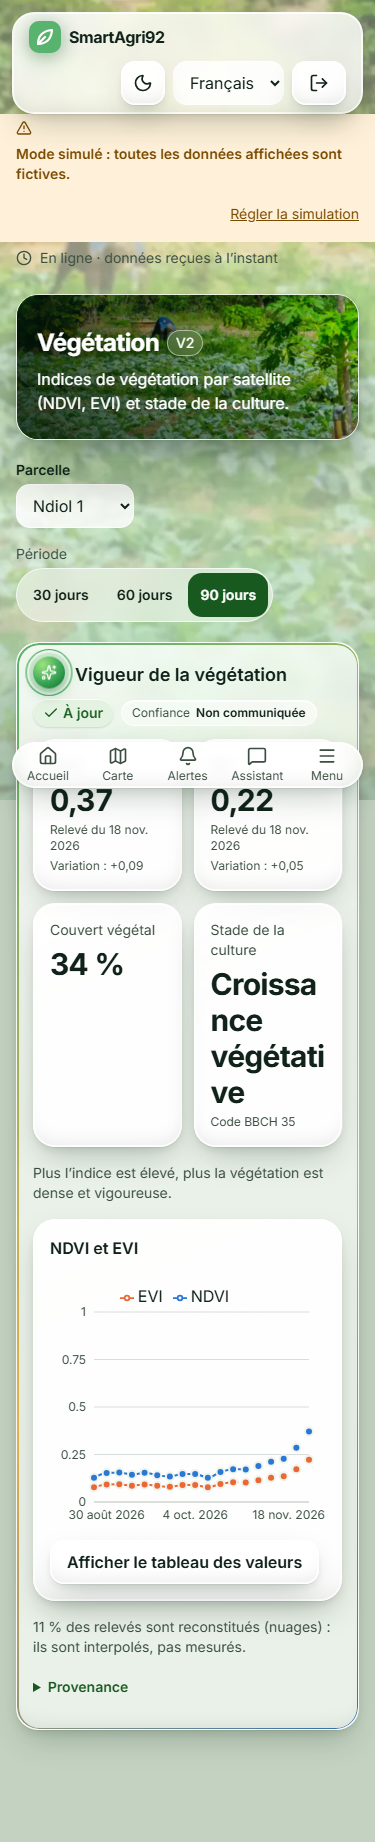 SmartAgri92
Français
Mode simulé : toutes les données affichées sont
fictives.
Régler la simulation
En ligne · données reçues à l’instant
Végétation V2
Indices de végétation par satellite
(NDVI, EVI) et stade de la culture.
Parcelle
Ndiol 1
Période
30 jours 60 jours 90 jours
Vigueur de la végétation
À jour Confiance Non communiquée
Accueil Carte Alertes Assistant Menu
0,37
Relevé du 18 nov.
2026
Variation : +0,09
0,22
Relevé du 18 nov.
2026
Variation : +0,05
Couvert végétal
34 %
Stade de la
culture
Croissa
nce
végétati
ve
Code BBCH 35
Plus l’indice est élevé, plus la végétation est
dense et vigoureuse.
NDVI et EVI
EVI NDVI
1
0.75
0.5
0.25
0
30 août 2026 4 oct. 2026 18 nov. 2026
Afficher le tableau des valeurs
11 % des relevés sont reconstitués (nuages) :
ils sont interpolés, pas mesurés.
Provenance